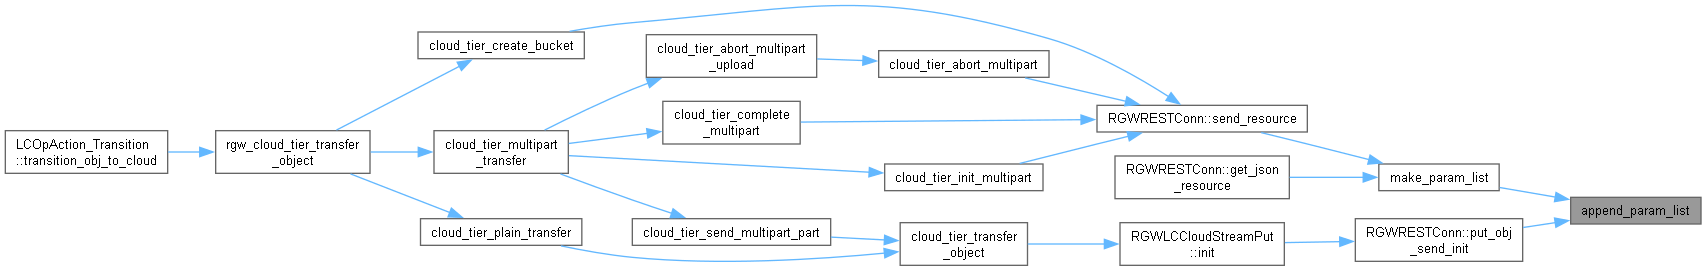 LCOpAction_Transition
::transition_obj_to_cloud
rgw_cloud_tier_transfer
_object
cloud_tier_create_bucket
cloud_tier_multipart
_transfer
cloud_tier_plain_transfer
cloud_tier_abort_multipart
_upload
cloud_tier_complete
_multipart
cloud_tier_send_multipart_part
cloud_tier_abort_multipart
cloud_tier_init_multipart
cloud_tier_transfer
_object
RGWRESTConn::send_resource
RGWRESTConn::get_json
_resource
RGWLCCloudStreamPut
::init
make_param_list
RGWRESTConn::put_obj
_send_init
append_param_list